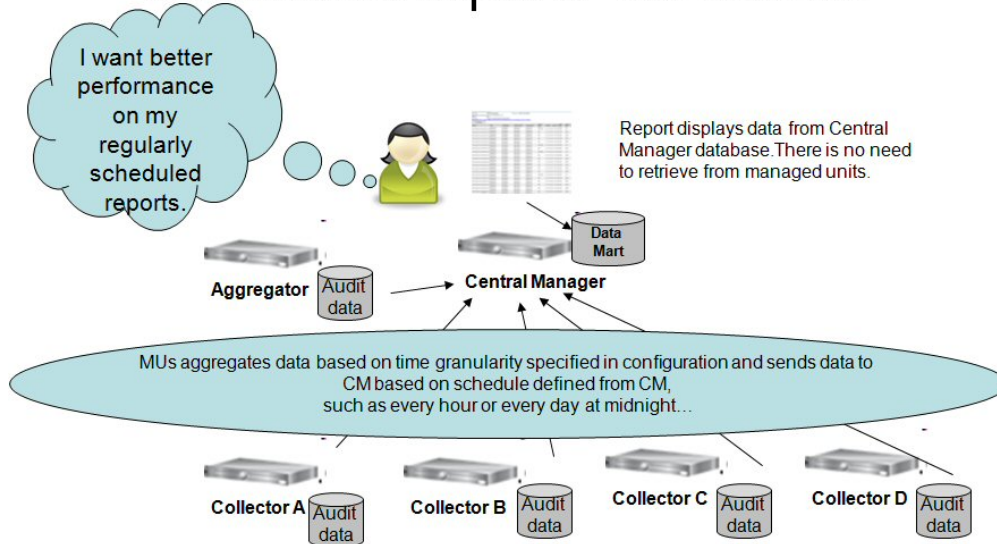 I want better
performance
on my
regularly
scheduled
reports.
Report displays data from Central
Manager database.There is no need
to retrieve from managed units.
Data
Mart
Aggregator
Audit
data
Central Manager
MUs aggregates data based on time granularity specified in configuration and sends data to
CM based on schedule defined from CM,
such as every hour or every day at midnight…
Collector A
Audit
data
Collector B
Audit
data
Collector C
Audit
data
Collector D
Audit
data